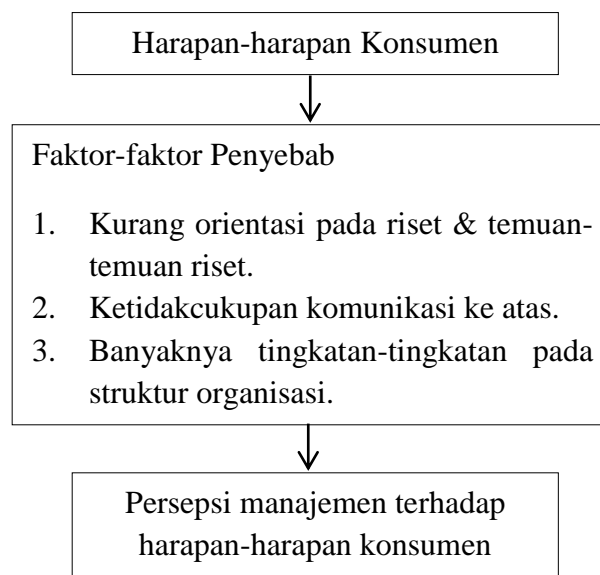 Harapan-harapan Konsumen
Faktor-faktor Penyebab
1. Kurang orientasi pada riset & temuan-
temuan riset.
2. Ketidakcukupan komunikasi ke atas.
3. Banyaknya tingkatan-tingkatan pada
struktur organisasi.
Persepsi manajemen terhadap
harapan-harapan konsumen